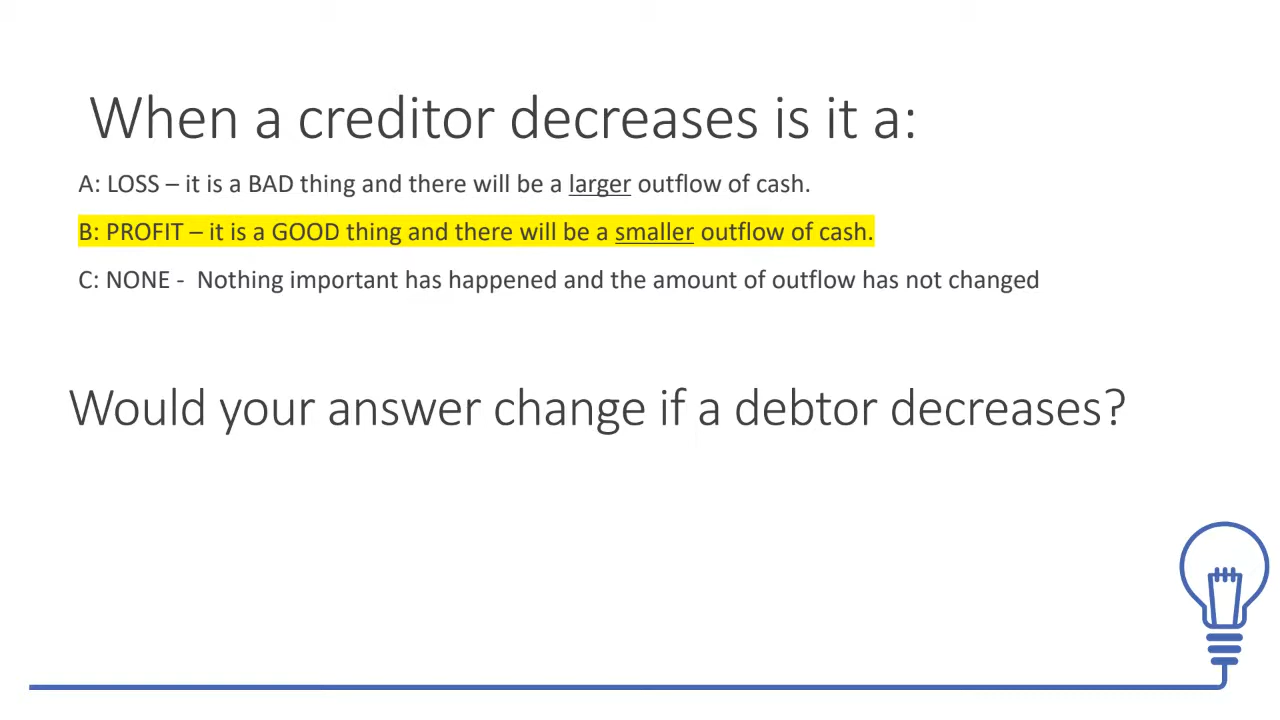 When a creditor decreases is it a:
A: LOSS – it is a BAD thing and there will be a larger outflow of cash.
B: PROFIT – it is a GOOD thing and there will be a smaller outflow of cash.
C: NONE -  Nothing important has happened and the amount of outflow has not changed
Would your answer change if a debtor decreases?